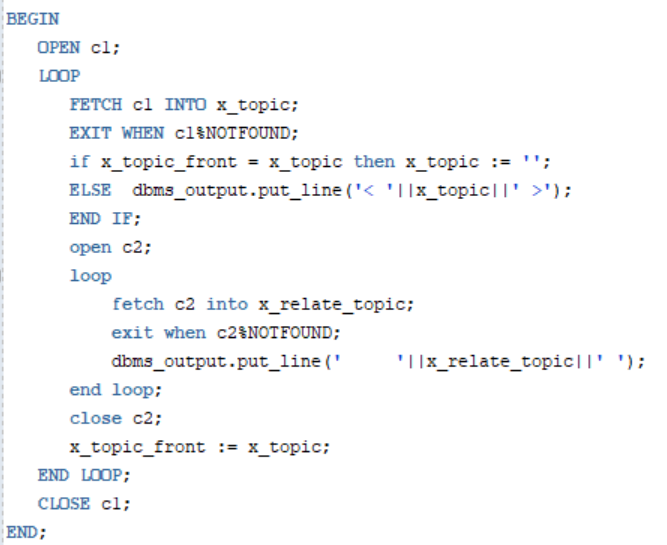 BEGIN
   OPEN c1;
   LOOP
      FETCH c1 INTO x_topic;
      EXIT WHEN c1%NOTFOUND;
      if x_topic_front = x_topic then x_topic := '';
      ELSE  dbms_output.put_line('< '||x_topic||' >');
      END IF;
      open c2;
      loop
          fetch c2 into x_relate_topic;
          exit when c2%NOTFOUND;
          dbms_output.put_line('     '||x_relate_topic||' ');
      end loop;
      close c2;
      x_topic_front := x_topic;
   END LOOP;
   CLOSE c1;
END;